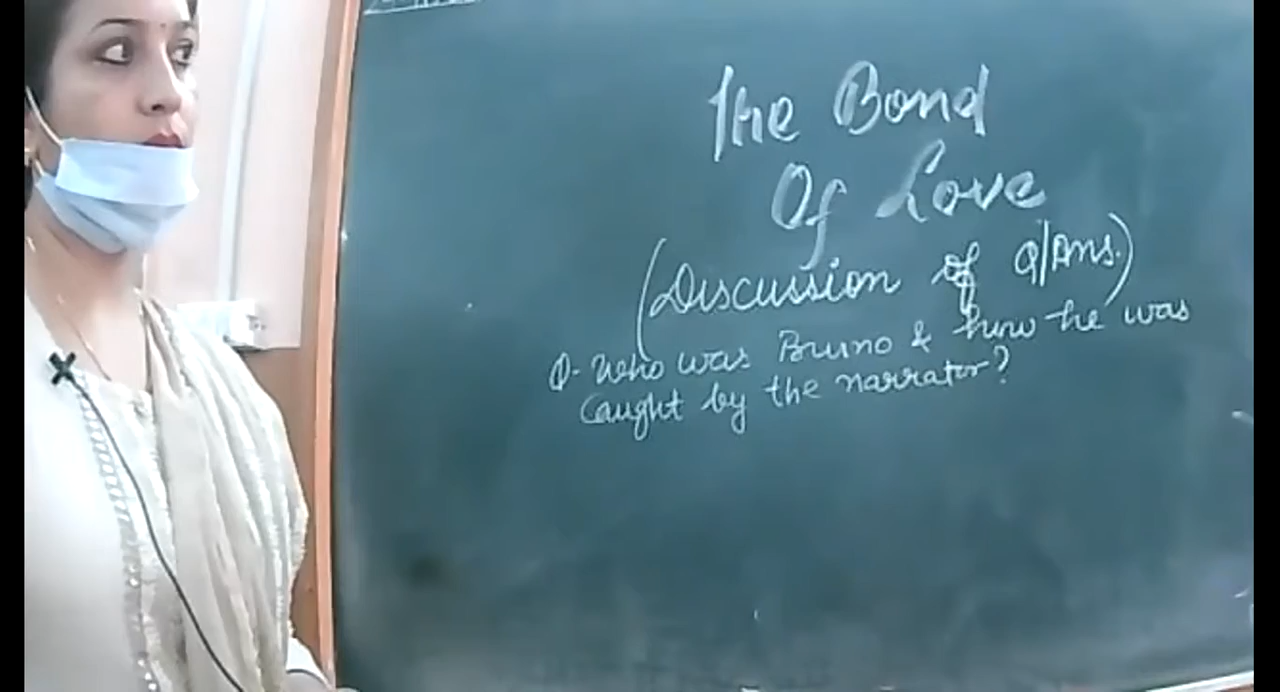 The Bond
Of Love
(Discussion of Q/Ans.)
Q- Who was Bruno & how he was
Caught by the narrator?